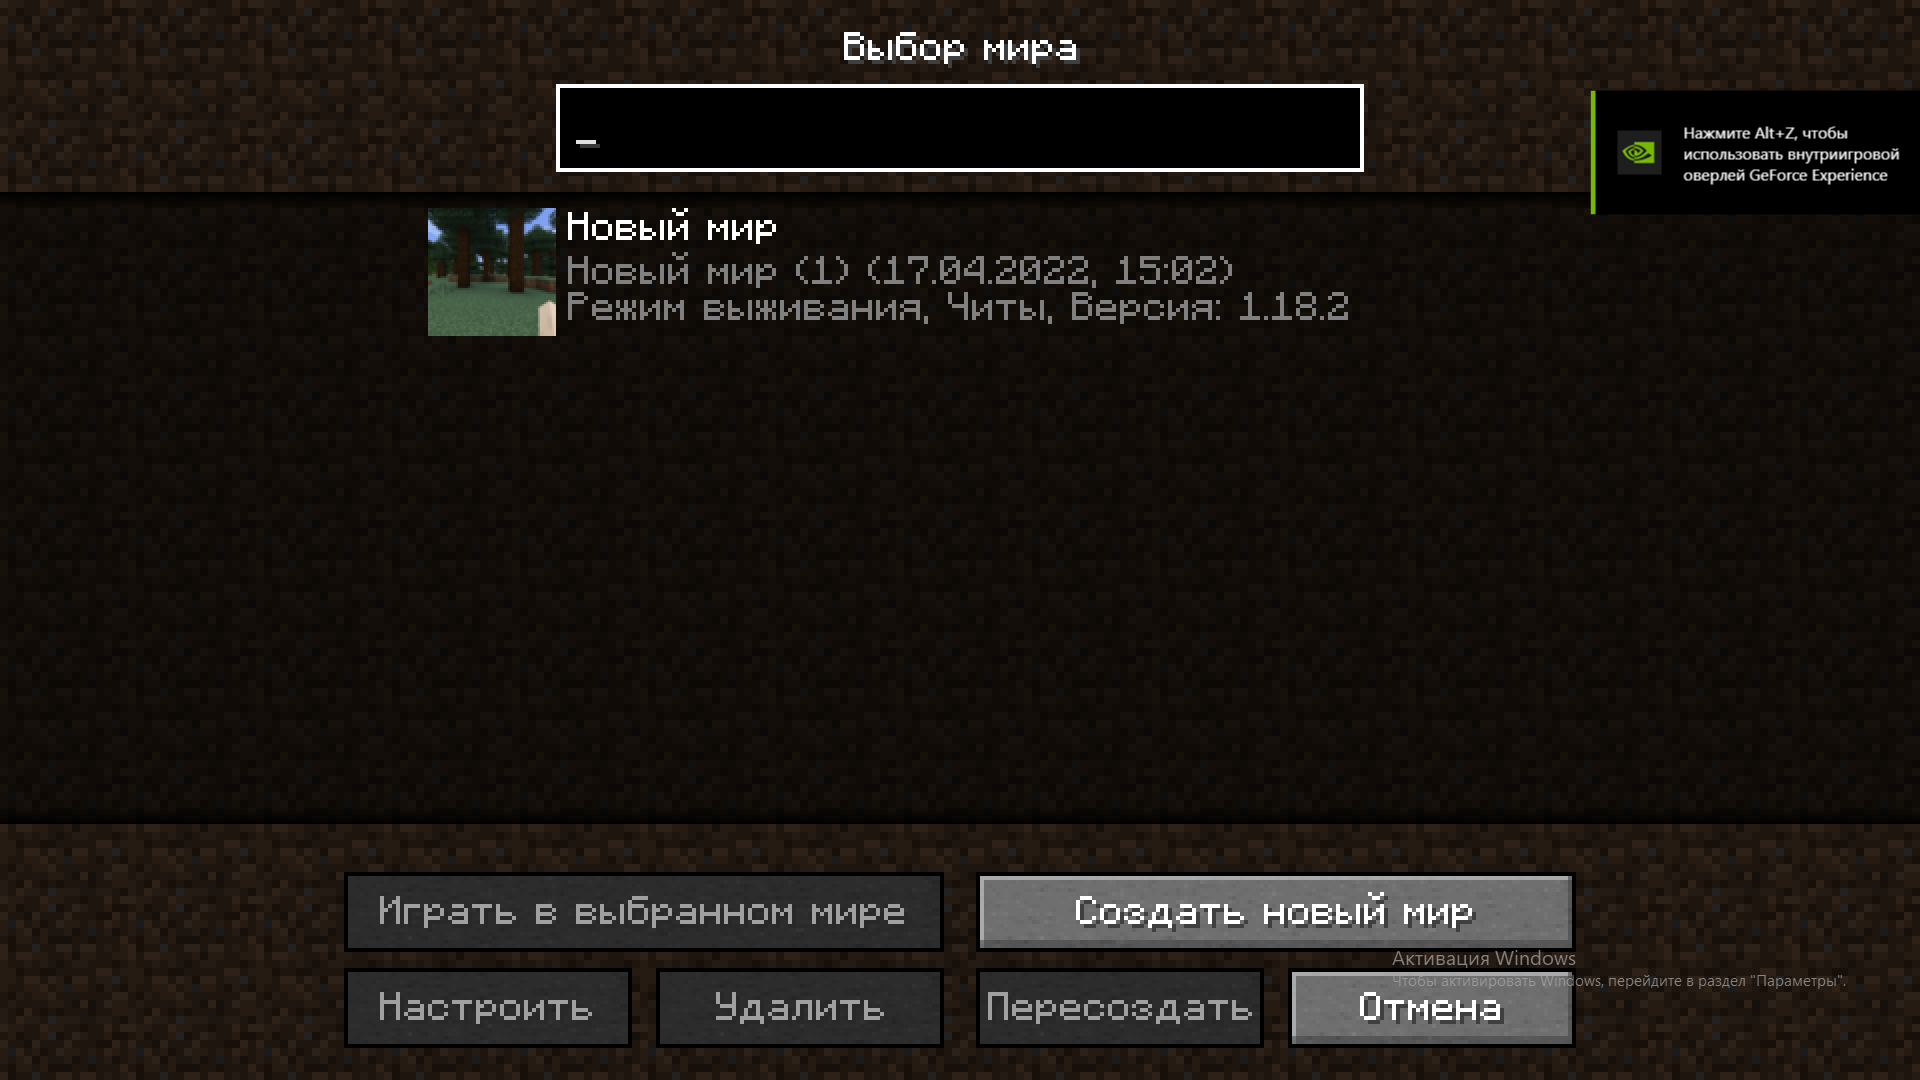 Выбор мира
Нажмите Alt+Z, чтобы
использовать внутриигровой
оверлей GeForce Experience
Новый мир
Новый мир (1) (17.04.2022, 15:02)
Режим выживания, Читы, Версия: 1.18.2
Играть в выбранном мире
Создать новый мир
Активация Windows
Чтобы активировать Windows, перейдите в раздел "Параметры".
Настроить
Удалить
Пересоздать
Отмена